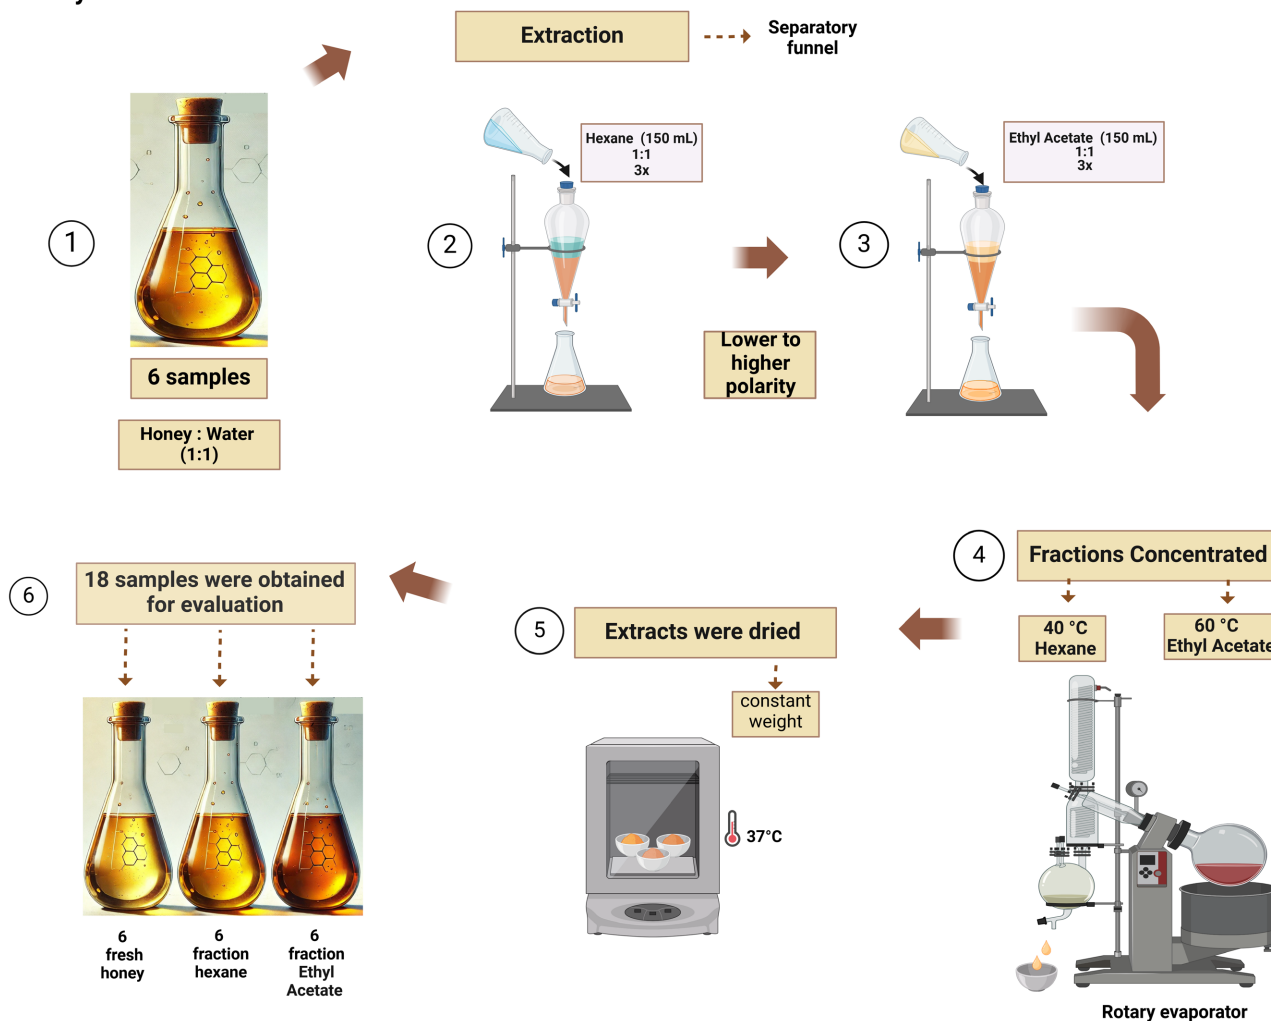 Extraction
Separatory
funnel
1
6 samples
Honey : Water
(1:1)
2
Hexane (150 mL)
1:1
3x
Lower to
higher
polarity
3
Ethyl Acetate (150 mL)
1:1
3x
4
Fractions Concentrated
40 °C
Hexane
60 °C
Ethyl Acetate
Rotary evaporator
5
Extracts were dried
constant
weight
37°C
6
18 samples were obtained
for evaluation
6
fresh
honey
6
fraction
hexane
6
fraction
Ethyl
Acetate